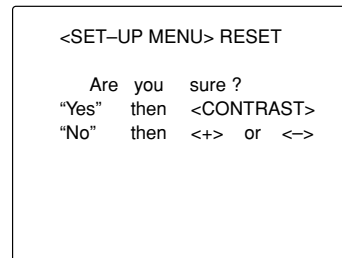 <SET–UP MENU> RESET
Are you sure ?
“Yes” then <CONTRAST>
“No” then <+> or <–>